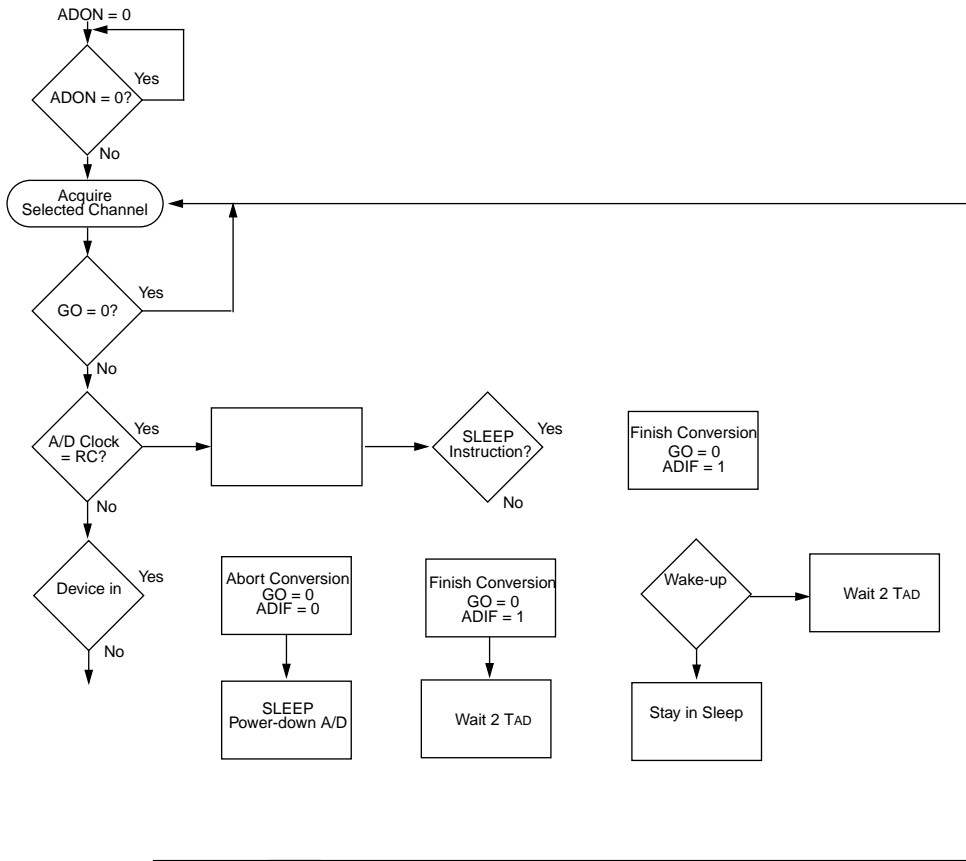 ADON = 0
Yes
ADON = 0?
No
Acquire
Selected Channel
Yes
GO = 0?
No
A/D Clock
= RC?
Yes
No
SLEEP
Instruction?
Yes
No
Finish Conversion
GO = 0
ADIF = 1
Device in
Yes
No
Abort Conversion
GO = 0
ADIF = 0
Finish Conversion
GO = 0
ADIF = 1
Wake-up
Wait 2 TAD
SLEEP
Power-down A/D
Wait 2 TAD
Stay in Sleep